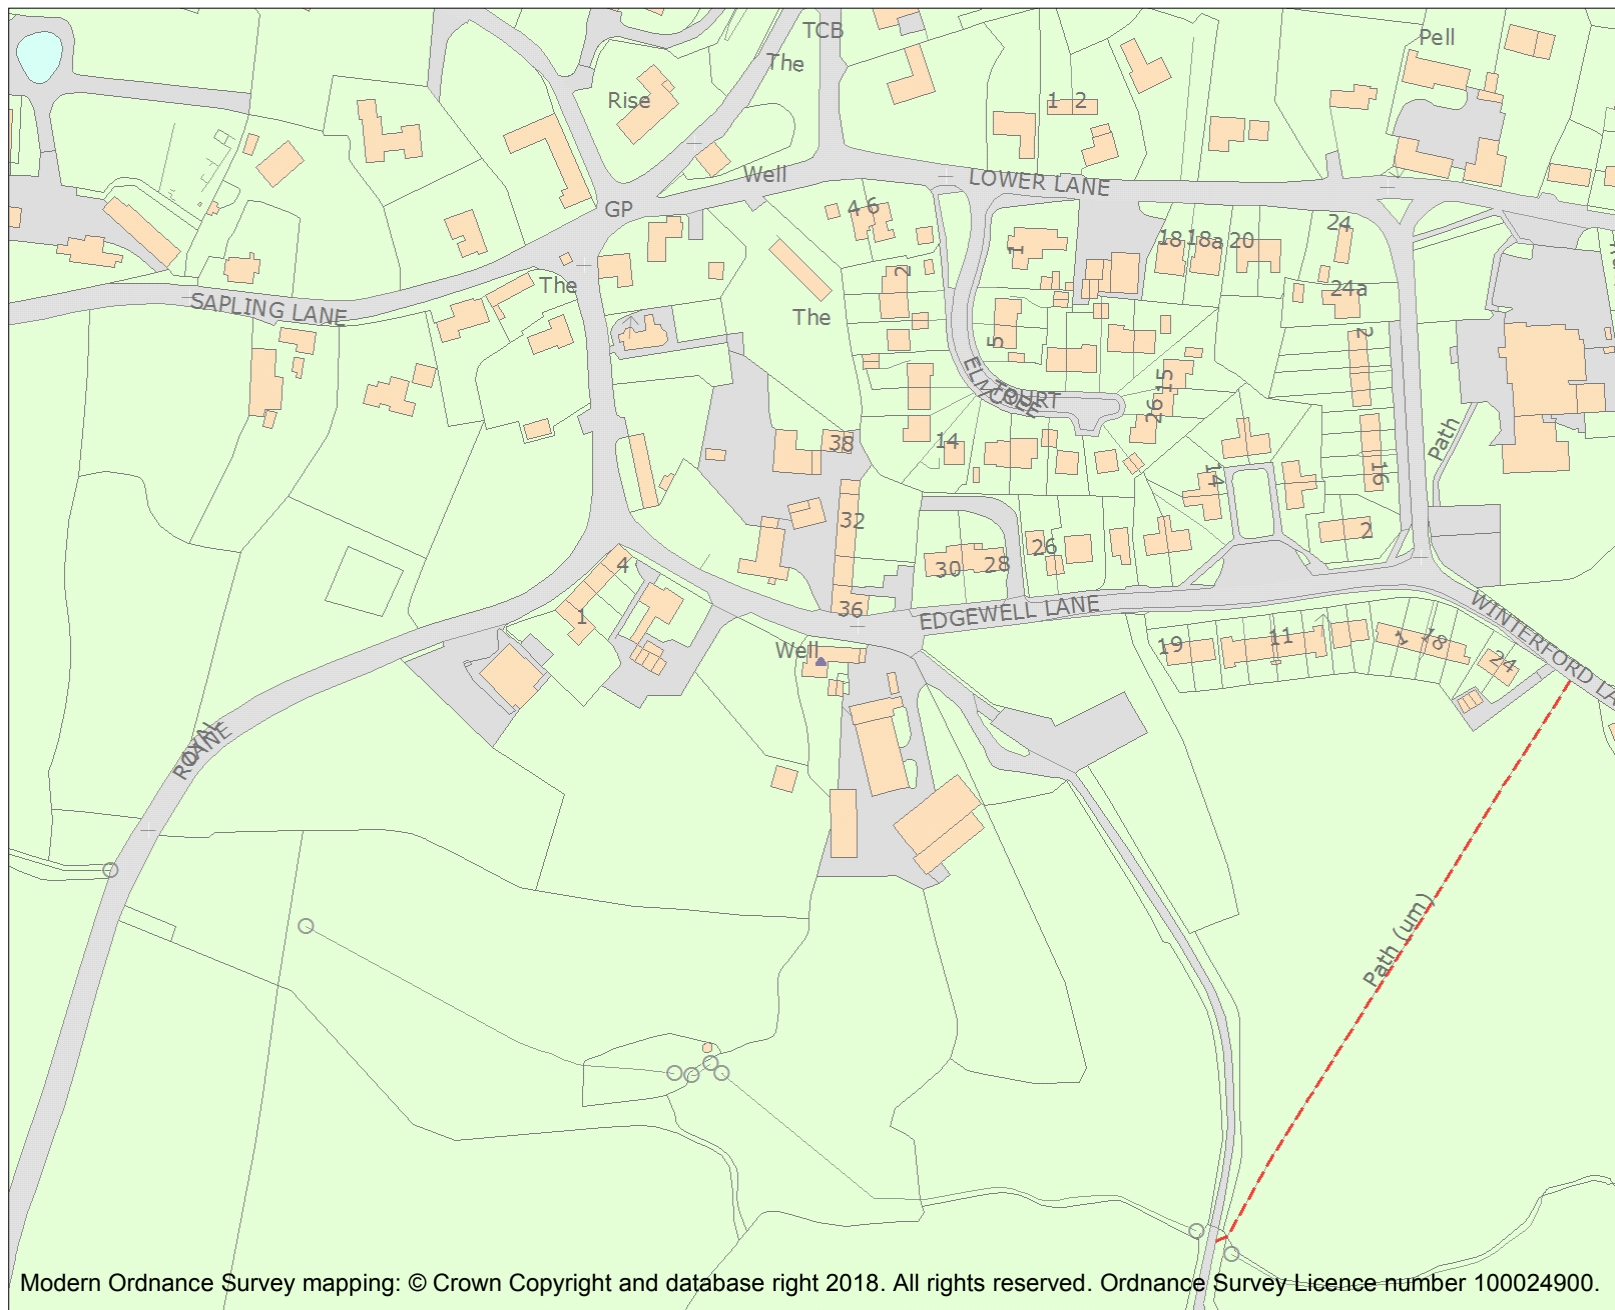 TCB
Pell
The
Rise
1 2
Well
LOWER LANE
GP
4 6
24
18 18a 20
1
The
2
24a
SAPLING LANE
The
2
5
ELM TREE
COURT
15
26
38
14
Path
14
16
32
2
26
4
30
28
36
EDGEWELL LANE
1
WINTERFORD LA
Well
19
11
1
18
24
ROYAL
LANE
Path (um)
Modern Ordnance Survey mapping: © Crown Copyright and database right 2018. All rights reserved. Ordnance Survey Licence number 100024900.